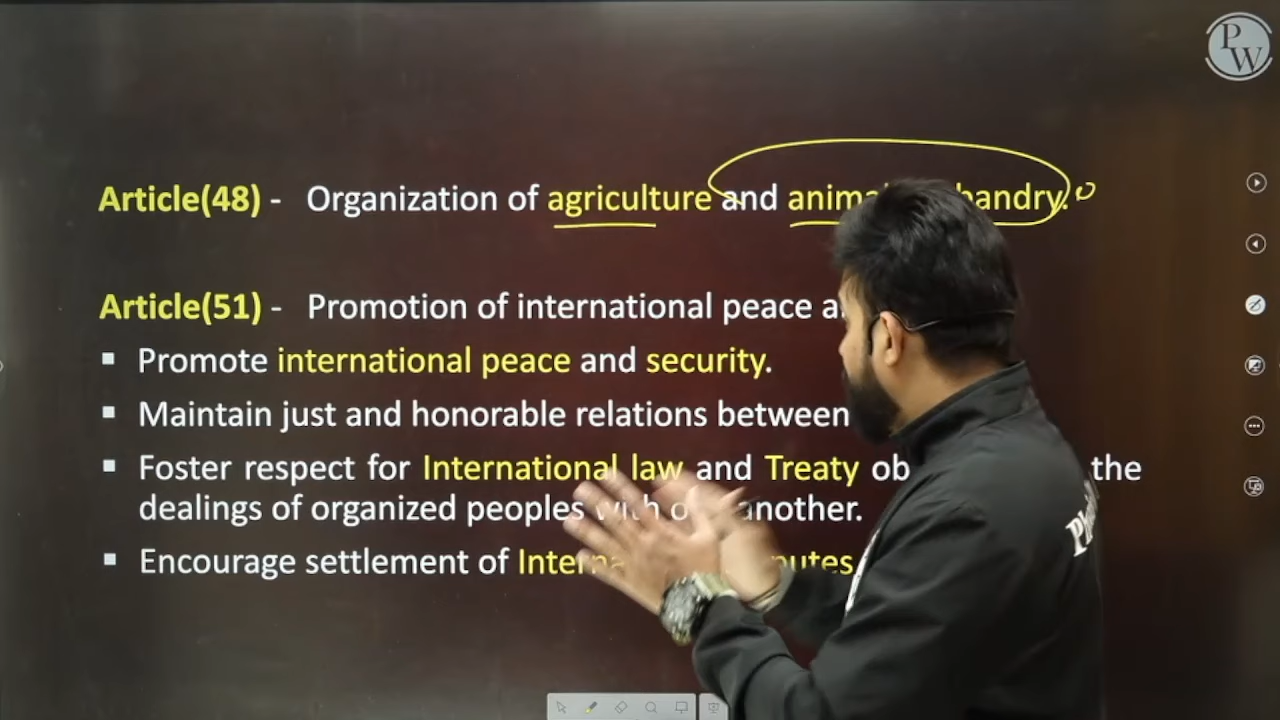 PW
Article(48) - Organization of agriculture and
Article(51) - Promotion of international peace
▪ Promote international peace and security.
▪ Maintain just and honorable relations between
▪ Foster respect for International law and Treaty the
dealings of organized peoples another.
▪ Encourage settlement of